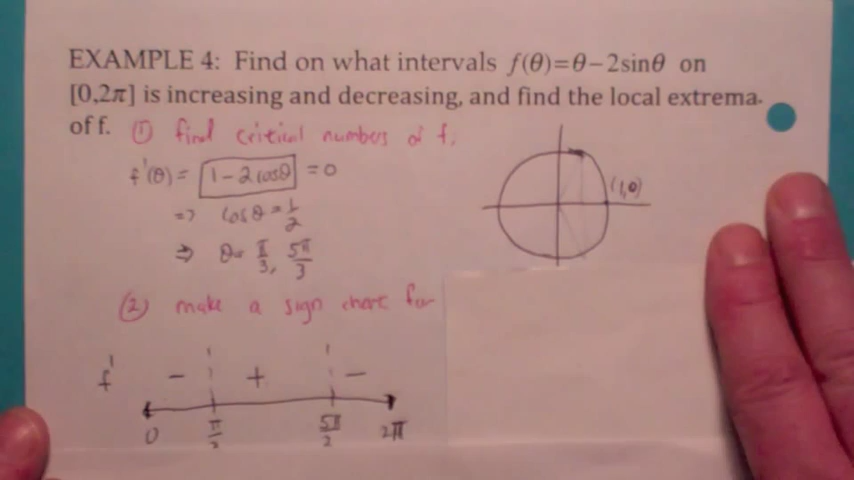 EXAMPLE 4: Find on what intervals f(θ)=θ−2sinθ on
[0,2π] is increasing and decreasing, and find the local extrema
of f. ① find critical numbers of f.
f'(θ) = 1 − 2cosθ = 0
⇒ cosθ = 1/2
⇒ θ = π/3, 5π/3
(1,0)
② make a sign chart for
f' − + −
0 π/2 5π/2 2π